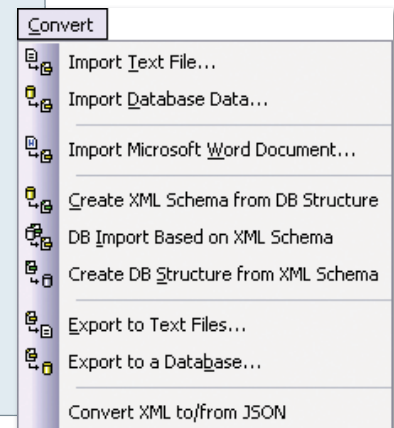 Convert
Import Text File...
Import Database Data...
Import Microsoft Word Document...
Create XML Schema from DB Structure
DB Import Based on XML Schema
Create DB Structure from XML Schema
Export to Text Files...
Export to a Database...
Convert XML to/from JSON